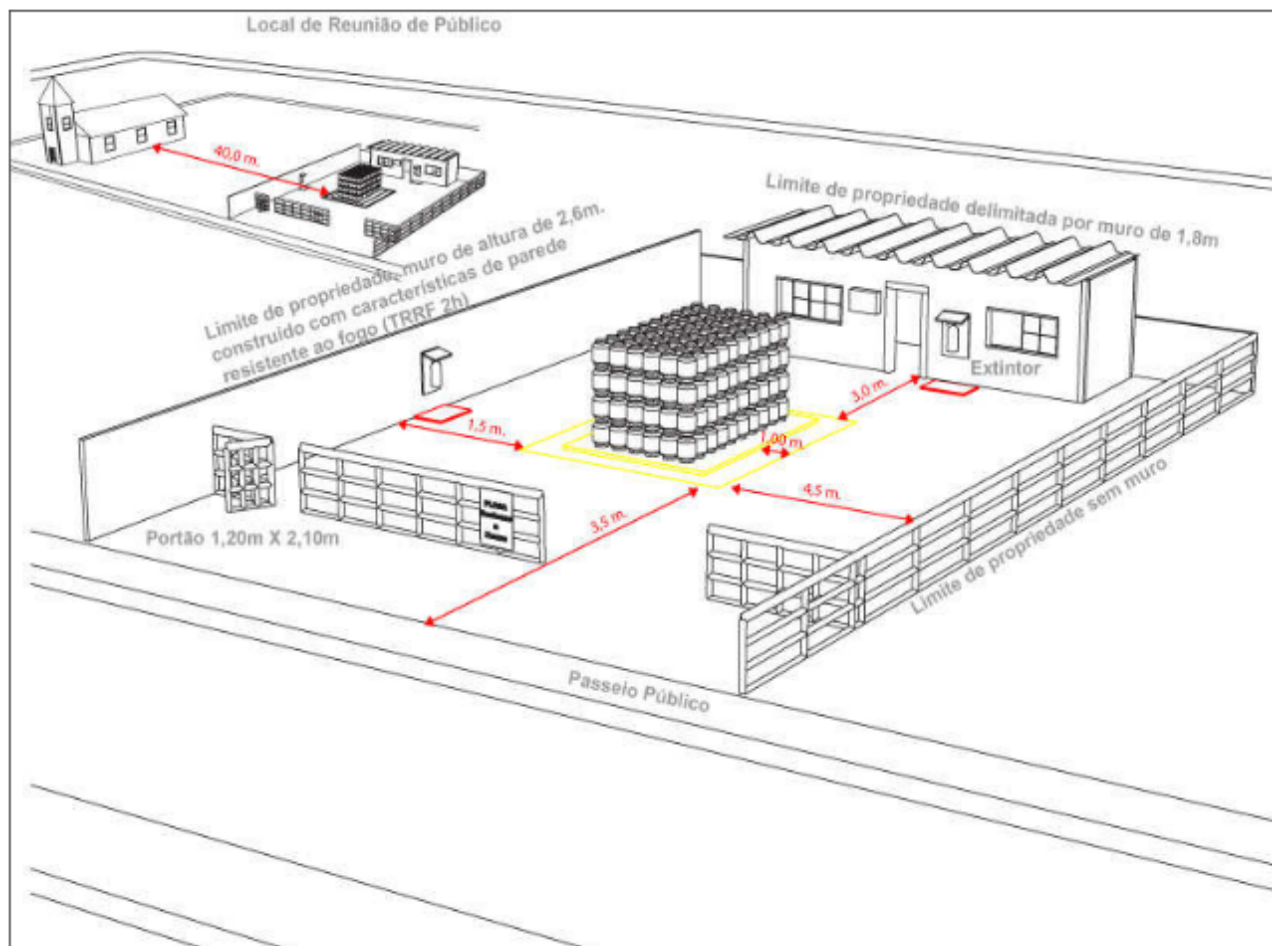 Local de Reunião de Público
40,0 m.
Limite de propriedade delimitada por muro de 1,8m
Limite de propriedade, muro de altura de 2,6m.
construído com características de parede
resistente ao fogo (TRRF 2h)
Extintor
3,0 m.
1,5 m.
1,00 m.
4,5 m.
3,5 m.
Portão 1,20m X 2,10m
Limite de propriedade sem muro
Passeio Público